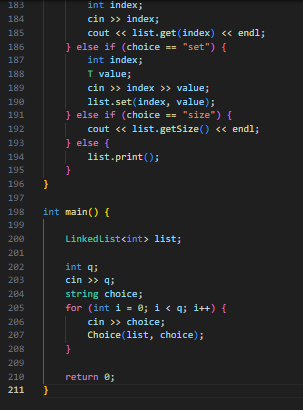 183 int index;
184 cin >> index;
185 cout << list.get(index) << endl;
186 } else if (choice == "set") {
187 int index;
188 T value;
189 cin >> index >> value;
190 list.set(index, value);
191 } else if (choice == "size") {
192 cout << list.getSize() << endl;
193 } else {
194 list.print();
195 }
196 }
197
198 int main() {
199
200 LinkedList<int> list;
201
202 int q;
203 cin >> q;
204 string choice;
205 for (int i = 0; i < q; i++) {
206 cin >> choice;
207 Choice(list, choice);
208 }
209
210 return 0;
211 }